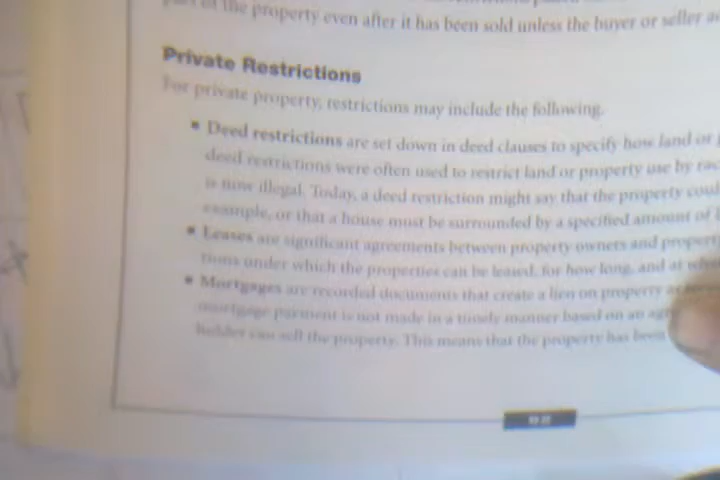 of the property even after it has been sold unless the buyer or seller
Private Restrictions
For private property, restrictions may include the following.
▪ Deed restrictions are set down in deed clauses to specify how land or
deed restrictions were often used to restrict land or property use by
is now illegal. Today, a deed restriction might say that the property
example, or that a house must be surrounded by a specified amount of
▪ Leases are significant agreements between property owners and
tions under which the properties can be leased, for how long, and at
▪ Mortgages are recorded documents that create a lien on property
mortgage payment is not made in a timely manner based on an
holder can sell the property. This means that the property has been